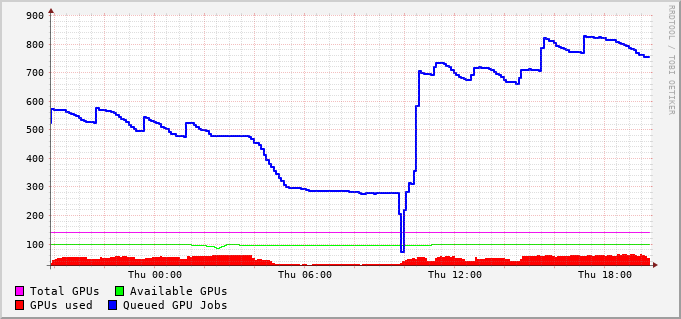 900
800
700
600
500
400
300
200
100
Thu 00:00 Thu 06:00 Thu 12:00 Thu 18:00
Total GPUs Available GPUs
GPUs used Queued GPU Jobs
RRDTOOL / TOBI OETIKER